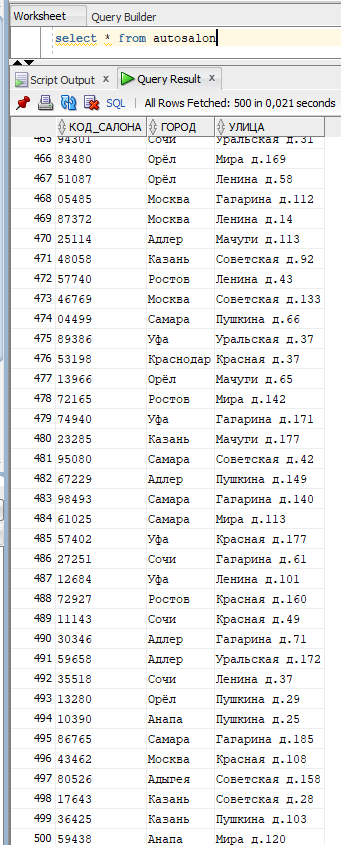 Worksheet Query Builder
select * from autosalon
Script Output × Query Result ×
SQL | All Rows Fetched: 500 in 0,021 seconds
КОД_САЛОНА ГОРОД УЛИЦА
465 94301 Сочи Уральская д.31
466 83480 Орёл Мира д.169
467 51087 Орёл Ленина д.58
468 05485 Москва Гагарина д.112
469 87372 Москва Ленина д.14
470 25114 Адлер Мачуги д.113
471 48058 Казань Советская д.92
472 57740 Ростов Ленина д.43
473 46769 Москва Советская д.133
474 04499 Самара Пушкина д.66
475 89386 Уфа Уральская д.37
476 53198 Краснодар Красная д.37
477 13966 Орёл Мачуги д.65
478 72165 Ростов Мира д.142
479 74940 Уфа Гагарина д.171
480 23285 Казань Мачуги д.177
481 95080 Самара Советская д.42
482 67229 Адлер Пушкина д.149
483 98493 Самара Гагарина д.140
484 61025 Самара Мира д.113
485 57402 Уфа Красная д.177
486 27251 Сочи Гагарина д.61
487 12684 Уфа Ленина д.101
488 72927 Ростов Красная д.160
489 11143 Сочи Красная д.49
490 30346 Адлер Гагарина д.71
491 59658 Адлер Уральская д.172
492 35518 Сочи Ленина д.37
493 13280 Орёл Пушкина д.29
494 10390 Анапа Пушкина д.25
495 86765 Самара Гагарина д.185
496 43462 Москва Красная д.108
497 80526 Адыгея Советская д.158
498 17643 Казань Советская д.28
499 36425 Казань Пушкина д.103
500 59438 Анапа Мира д.120